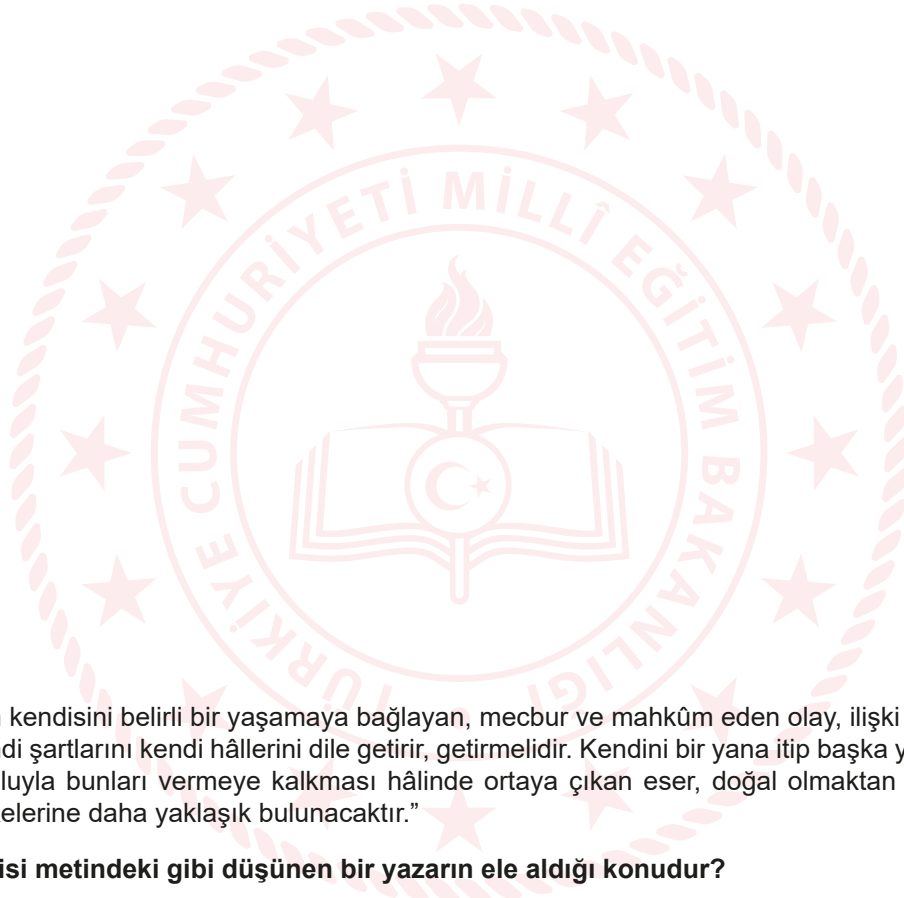 TÜRKİYE CUMHURİYETİ MİLLÎ EĞİTİM BAKANLIĞI
kendisini belirli bir yaşamaya bağlayan, mecbur ve mahkûm eden olay, ilişki
di şartlarını kendi hâllerini dile getirir, getirmelidir. Kendini bir yana itip başka y
luyla bunları vermeye kalkması hâlinde ortaya çıkan eser, doğal olmaktan
elerine daha yaklaşık bulunacaktır.”
isi metindeki gibi düşünen bir yazarın ele aldığı konudur?